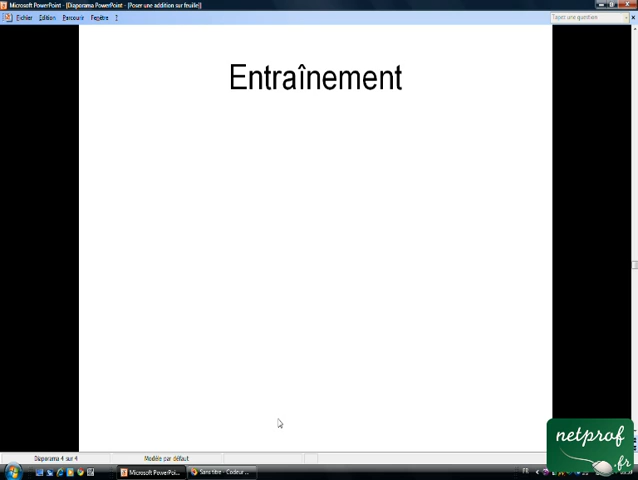 Microsoft PowerPoint - [Diaporama PowerPoint - [Poser une addition sur feuille]]
Fichier Edition Parcourir Fenêtre ?
Tapez une question
Entraînement
Diaporama 4 sur 4
Modèle par défaut
Microsoft PowerPoi...
Sans titre - Codeur ...
FR
netprof
.fr